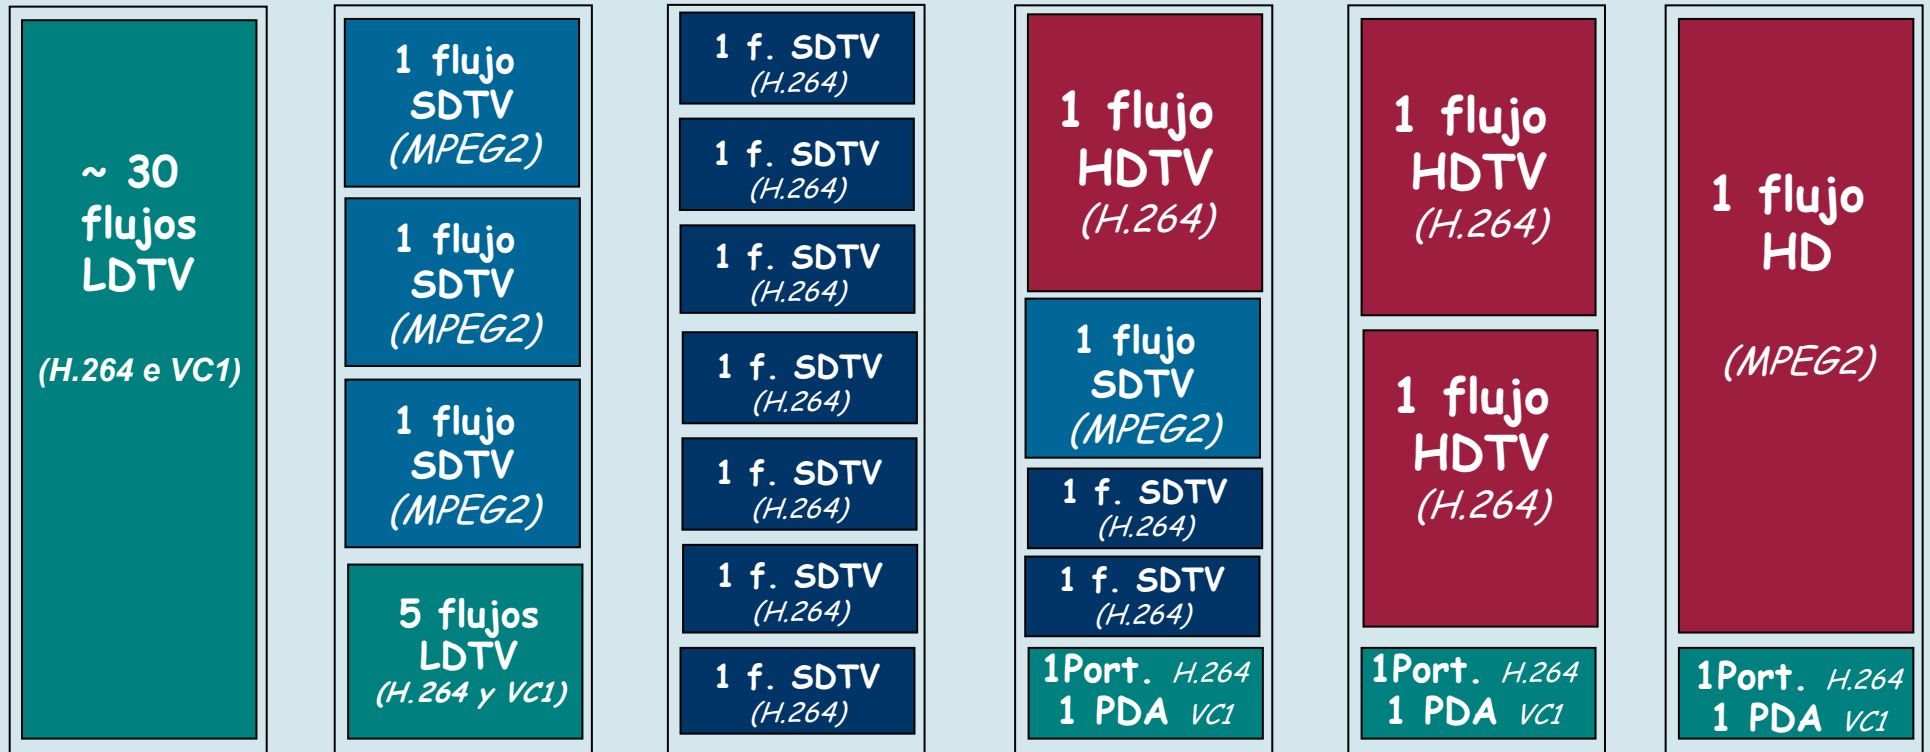 ~ 30
flujos
LDTV
(H.264 e VC1)
1 flujo
SDTV
(MPEG2)
1 flujo
SDTV
(MPEG2)
1 flujo
SDTV
(MPEG2)
5 flujos
LDTV
(H.264 y VC1)
1 f. SDTV
(H.264)
1 f. SDTV
(H.264)
1 f. SDTV
(H.264)
1 f. SDTV
(H.264)
1 f. SDTV
(H.264)
1 f. SDTV
(H.264)
1 f. SDTV
(H.264)
1 flujo
HDTV
(H.264)
1 flujo
SDTV
(MPEG2)
1 f. SDTV
(H.264)
1 f. SDTV
(H.264)
1Port. H.264
1 PDA VC1
1 flujo
HDTV
(H.264)
1 flujo
HDTV
(H.264)
1Port. H.264
1 PDA VC1
1 flujo
HD
(MPEG2)
1Port. H.264
1 PDA VC1